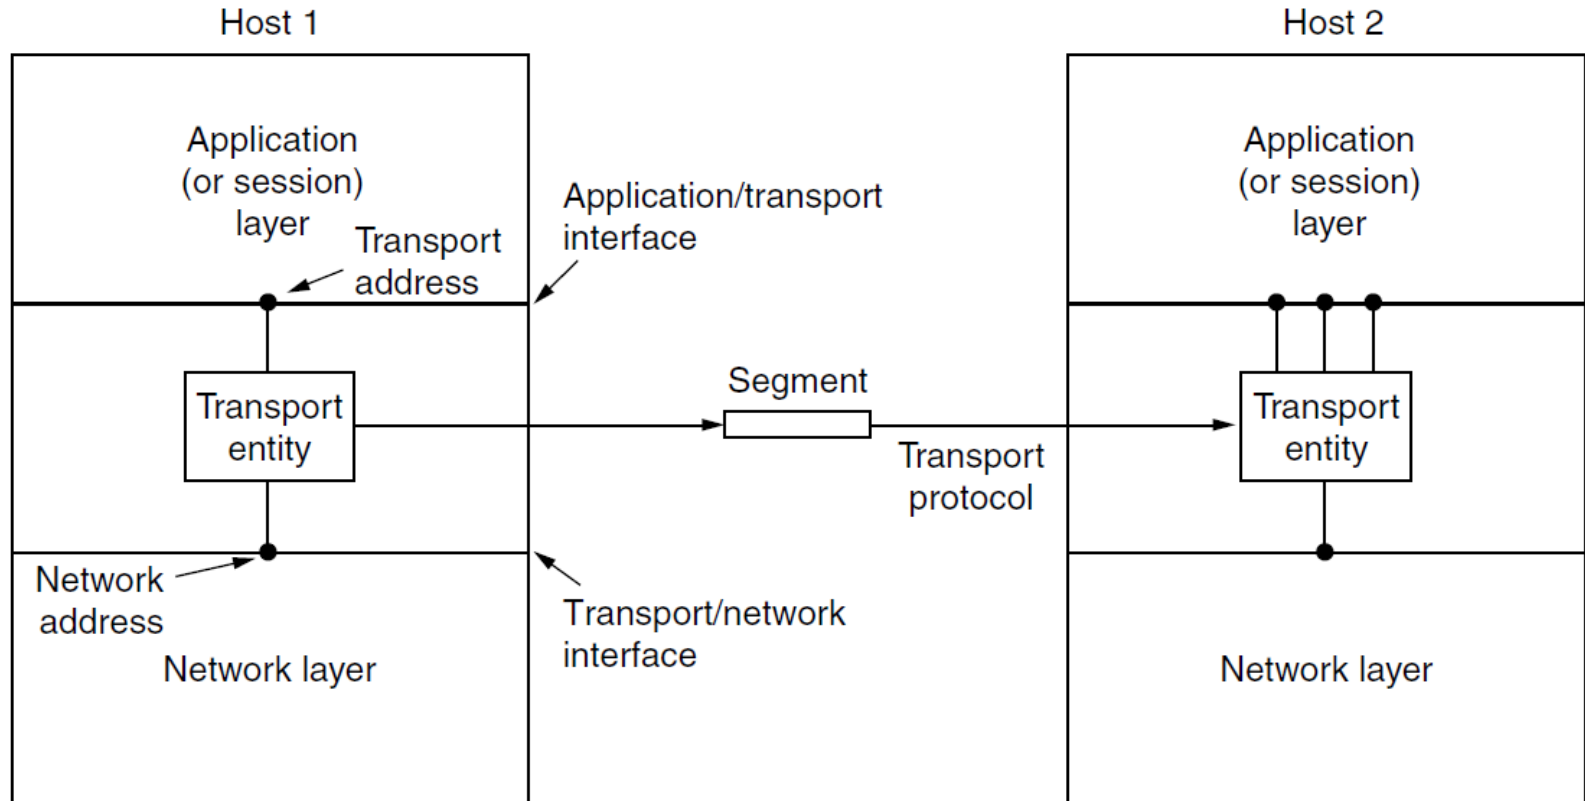 Host 1
Host 2
Application
(or session)
layer
Transport
address
Application/transport
interface
Application
(or session)
layer
Transport
entity
Segment
Transport
protocol
Transport
entity
Network
address
Transport/network
interface
Network layer
Network layer